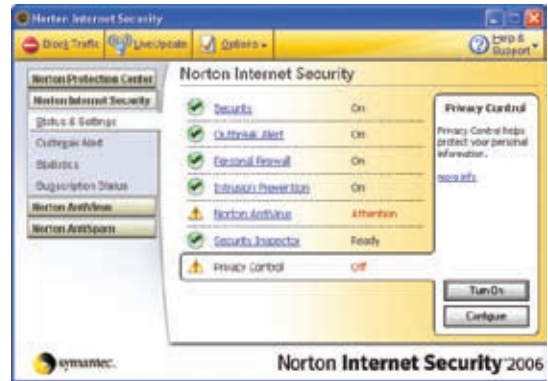 Norton Internet Security
Block Traffic LiveUpdate Options Help & Support
Norton Protection Center
Norton Internet Security
Status & Settings
Outbreak Alert
Statistics
Subscription Status
Norton AntiVirus
Norton AntiSpam
Norton Internet Security
Security On
Outbreak Alert On
Personal Firewall On
Intrusion Prevention On
Norton AntiVirus Attention
Security Inspector Ready
Privacy Control Off
Privacy Control
Privacy Control helps
protect your personal
information.
more info
Turn On
Configure
symantec.
Norton Internet Security 2006